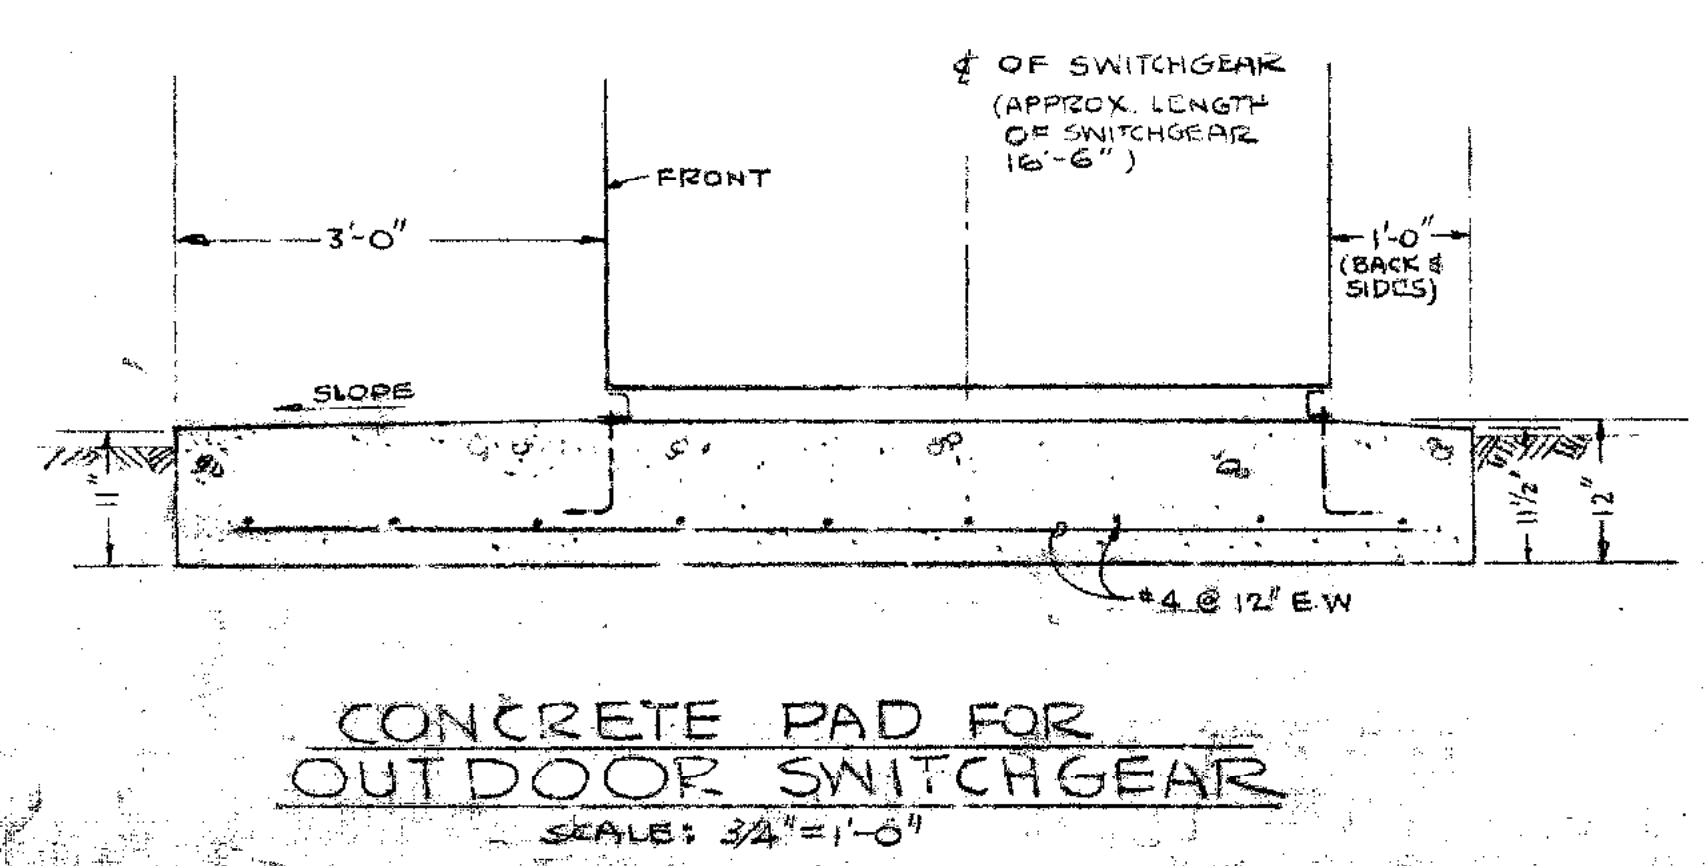 ℄ OF SWITCHGEAR
(APPROX. LENGTH
OF SWITCHGEAR
16'-6")
FRONT
3'-0"
1'-0"
(BACK &
SIDES)
SLOPE
11"
11½"
12"
#4 @ 12" E.W
CONCRETE PAD FOR
OUTDOOR SWITCHGEAR
SCALE: 3/4"=1'-0"